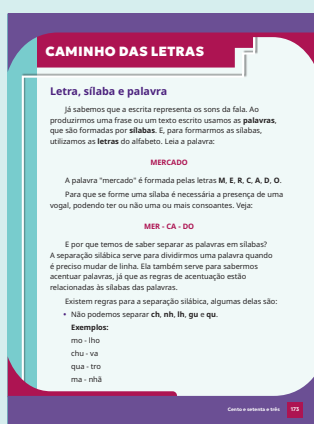 CAMINHO DAS LETRAS
Letra, sílaba e palavra
Já sabemos que a escrita representa os sons da fala. Ao
produzirmos uma frase ou um texto escrito usamos as palavras,
que são formadas por sílabas. E, para formarmos as sílabas,
utilizamos as letras do alfabeto. Leia a palavra:
MERCADO
A palavra "mercado" é formada pelas letras M, E, R, C, A, D, O.
Para que se forme uma sílaba é necessária a presença de uma
vogal, podendo ter ou não uma ou mais consoantes. Veja:
MER - CA - DO
E por que temos de saber separar as palavras em sílabas?
A separação silábica serve para dividirmos uma palavra quando
é preciso mudar de linha. Ela também serve para sabermos
acentuar palavras, já que as regras de acentuação estão
relacionadas às sílabas das palavras.
Existem regras para a separação silábica, algumas delas são:
• Não podemos separar ch, nh, lh, gu e qu.
Exemplos:
mo - lho
chu - va
qua - tro
ma - nhã
Cento e setenta e três 173